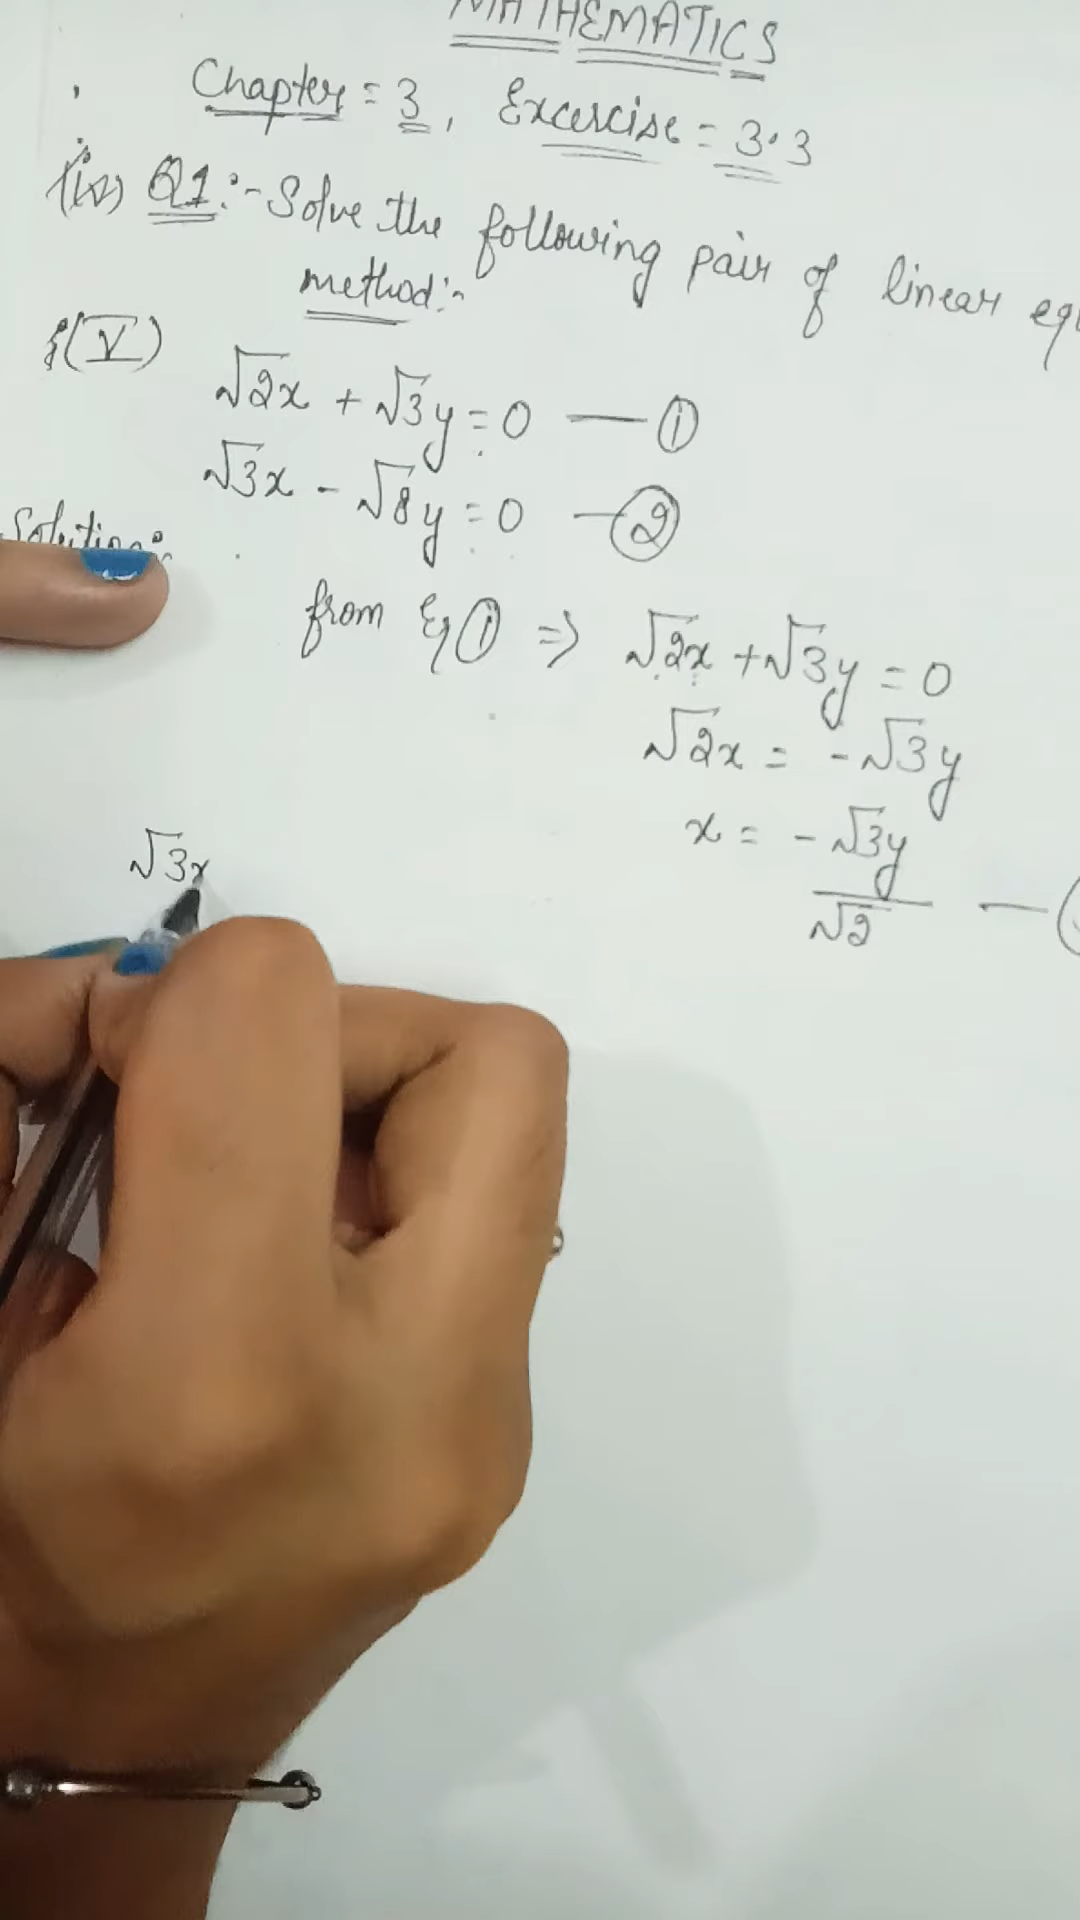 MATHEMATICS
Chapter = 3, Excercise = 3.3
(iv) Q1:- Solve the following pair of linear
method:-
(V)
√2x + √3y = 0 — ①
√3x - √8y = 0 — ②
Solution:
from Eq ① ⇒ √2x + √3y = 0
√2x = -√3y
x = -√3y
√2 —
√3x